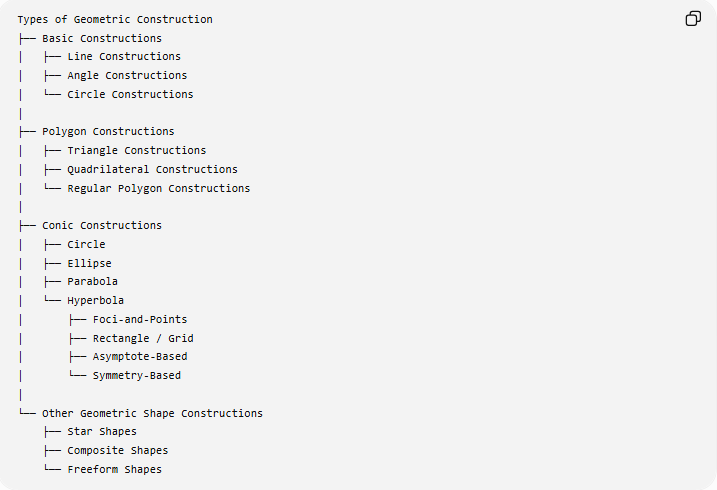 Types of Geometric Construction
├── Basic Constructions
│   ├── Line Constructions
│   ├── Angle Constructions
│   └── Circle Constructions
│
├── Polygon Constructions
│   ├── Triangle Constructions
│   ├── Quadrilateral Constructions
│   └── Regular Polygon Constructions
│
├── Conic Constructions
│   ├── Circle
│   ├── Ellipse
│   ├── Parabola
│   └── Hyperbola
│       ├── Foci-and-Points
│       ├── Rectangle / Grid
│       ├── Asymptote-Based
│       └── Symmetry-Based
│
└── Other Geometric Shape Constructions
    ├── Star Shapes
    ├── Composite Shapes
    └── Freeform Shapes